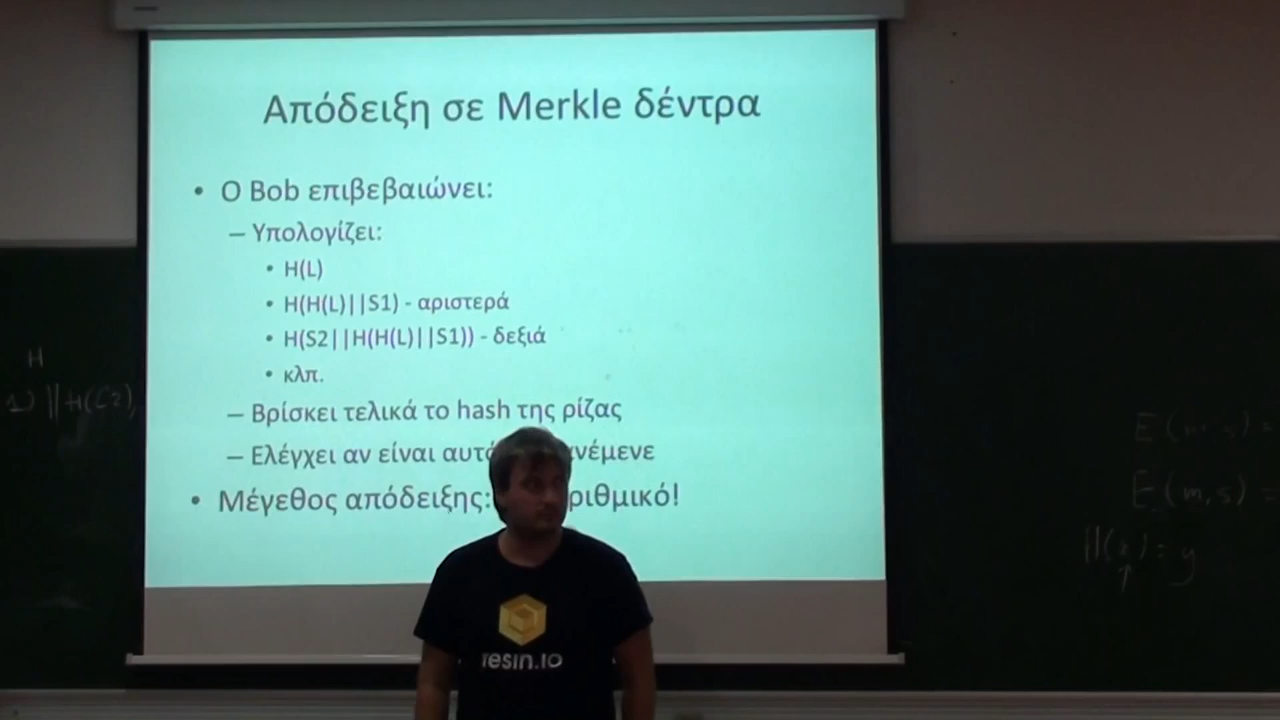 Απόδειξη σε Merkle δέντρα
• Ο Bob επιβεβαιώνει:
– Υπολογίζει:
• H(L)
• H(H(L)||S1) - αριστερά
• H(S2||H(H(L)||S1)) - δεξιά
• κλπ.
– Βρίσκει τελικά το hash της ρίζας
– Ελέγχει αν είναι
• Μέγεθος απόδειξης:
resin.io
H
|| H(C2)
E(m, s) =
H(x) = y